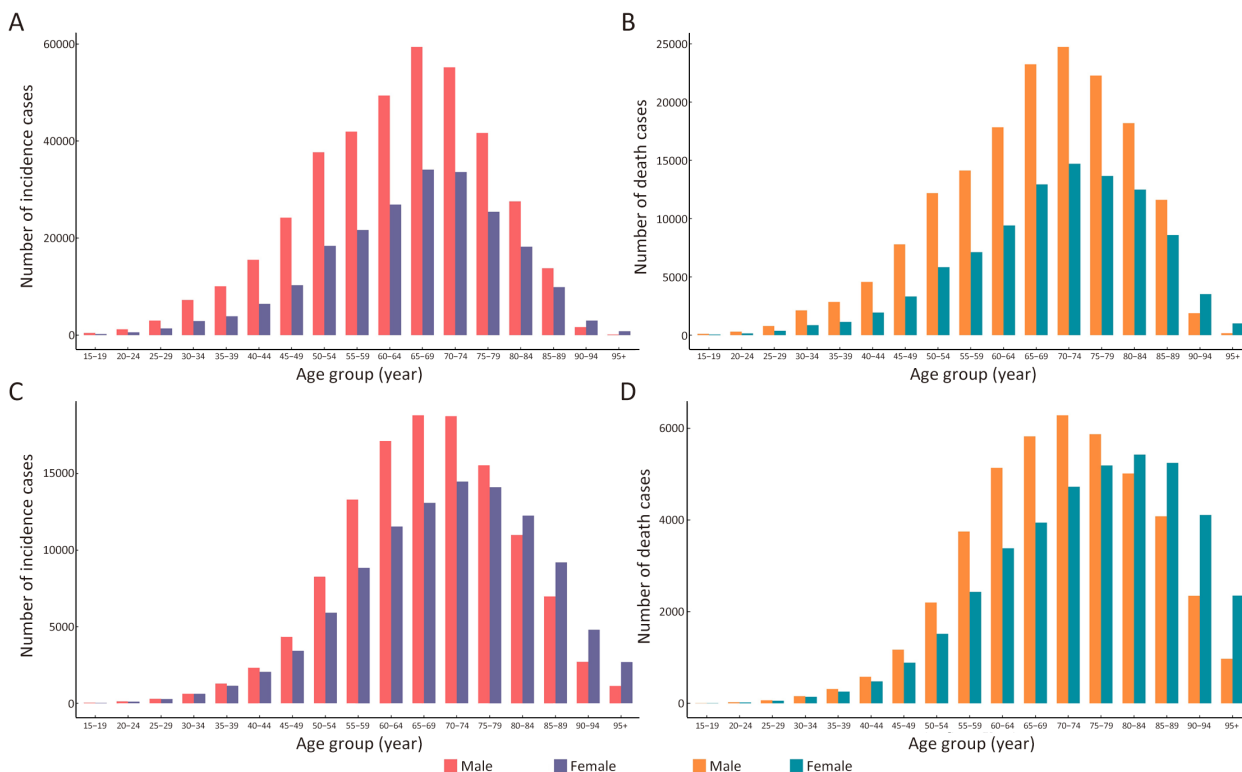 A
Number of incidence cases
60000
40000
20000
0
15–19 20–24 25–29 30–34 35–39 40–44 45–49 50–54 55–59 60–64 65–69 70–74 75–79 80–84 85–89 90–94 95+
Age group (year)
B
Number of death cases
25000
20000
15000
10000
5000
0
15–19 20–24 25–29 30–34 35–39 40–44 45–49 50–54 55–59 60–64 65–69 70–74 75–79 80–84 85–89 90–94 95+
Age group (year)
C
Number of incidence cases
15000
10000
5000
0
15–19 20–24 25–29 30–34 35–39 40–44 45–49 50–54 55–59 60–64 65–69 70–74 75–79 80–84 85–89 90–94 95+
Age group (year)
D
Number of death cases
6000
4000
2000
0
15–19 20–24 25–29 30–34 35–39 40–44 45–49 50–54 55–59 60–64 65–69 70–74 75–79 80–84 85–89 90–94 95+
Age group (year)
Male Female Male Female